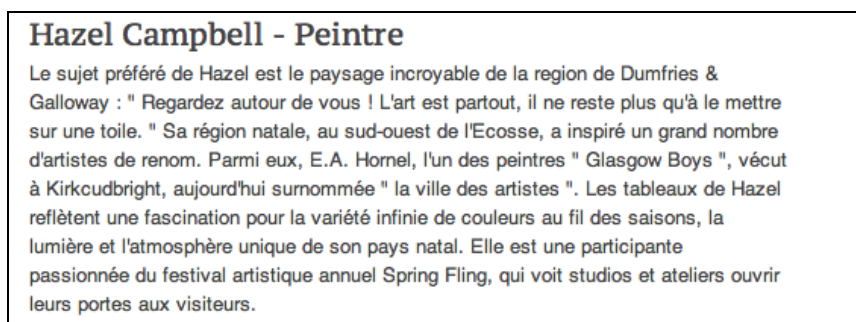 Hazel Campbell - Peintre
Le sujet préféré de Hazel est le paysage incroyable de la region de Dumfries &
Galloway : " Regardez autour de vous ! L'art est partout, il ne reste plus qu'à le mettre
sur une toile. " Sa région natale, au sud-ouest de l'Ecosse, a inspiré un grand nombre
d'artistes de renom. Parmi eux, E.A. Hornel, l'un des peintres " Glasgow Boys ", vécut
à Kirkcudbright, aujourd'hui surnommée " la ville des artistes ". Les tableaux de Hazel
reflètent une fascination pour la variété infinie de couleurs au fil des saisons, la
lumière et l'atmosphère unique de son pays natal. Elle est une participante
passionnée du festival artistique annuel Spring Fling, qui voit studios et ateliers ouvrir
leurs portes aux visiteurs.